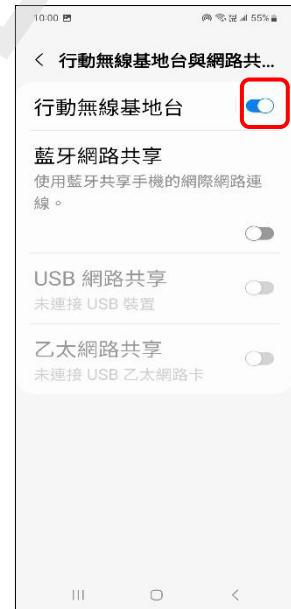 10:00
55%
行動無線基地台與網路共...
行動無線基地台
藍牙網路共享
使用藍牙共享手機的網際網路連
線。
USB 網路共享
未連接 USB 裝置
乙太網路共享
未連接 USB 乙太網路卡